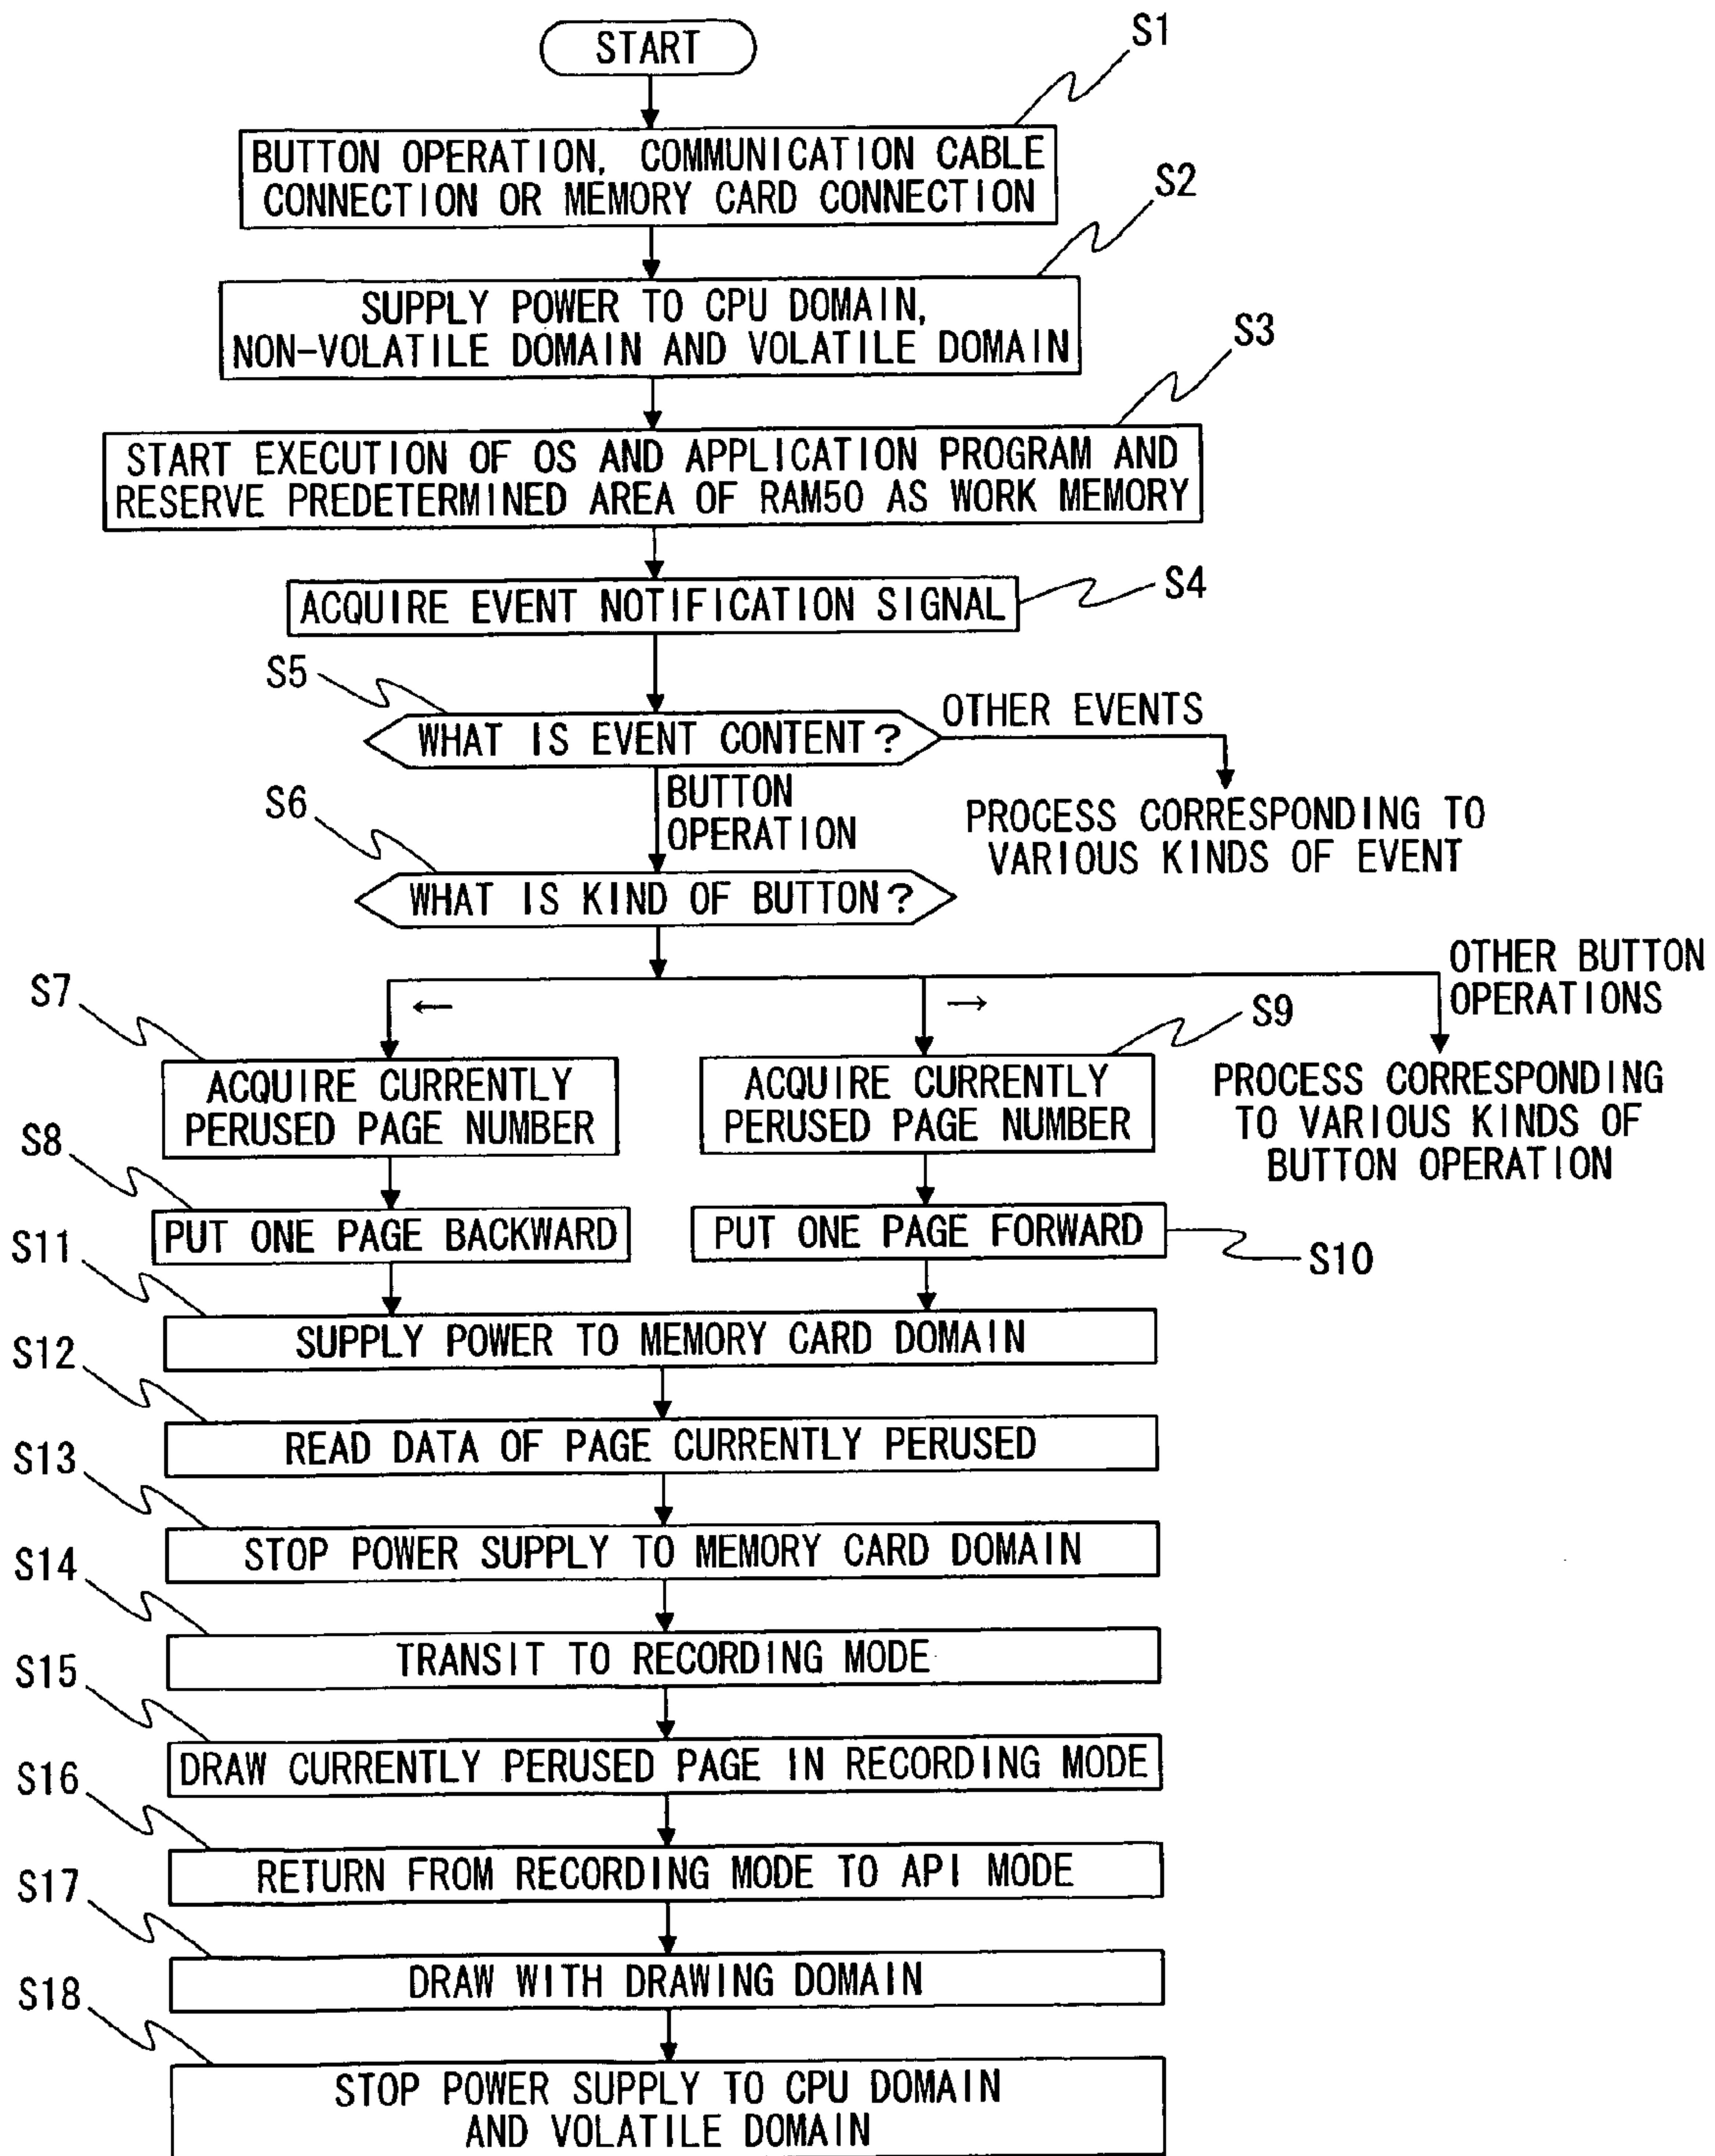 START
S1
BUTTON OPERATION, COMMUNICATION CABLE
CONNECTION OR MEMORY CARD CONNECTION
S2
SUPPLY POWER TO CPU DOMAIN,
NON-VOLATILE DOMAIN AND VOLATILE DOMAIN
S3
START EXECUTION OF OS AND APPLICATION PROGRAM AND
RESERVE PREDETERMINED AREA OF RAM50 AS WORK MEMORY
S4
ACQUIRE EVENT NOTIFICATION SIGNAL
S5
WHAT IS EVENT CONTENT?
OTHER EVENTS
PROCESS CORRESPONDING TO
VARIOUS KINDS OF EVENT
BUTTON
OPERATION
S6
WHAT IS KIND OF BUTTON?
OTHER BUTTON
OPERATIONS
PROCESS CORRESPONDING
TO VARIOUS KINDS OF
BUTTON OPERATION
S7
←
ACQUIRE CURRENTLY
PERUSED PAGE NUMBER
S9
→
ACQUIRE CURRENTLY
PERUSED PAGE NUMBER
S8
PUT ONE PAGE BACKWARD
PUT ONE PAGE FORWARD
S10
S11
SUPPLY POWER TO MEMORY CARD DOMAIN
S12
READ DATA OF PAGE CURRENTLY PERUSED
S13
STOP POWER SUPPLY TO MEMORY CARD DOMAIN
S14
TRANSIT TO RECORDING MODE
S15
DRAW CURRENTLY PERUSED PAGE IN RECORDING MODE
S16
RETURN FROM RECORDING MODE TO API MODE
S17
DRAW WITH DRAWING DOMAIN
S18
STOP POWER SUPPLY TO CPU DOMAIN
AND VOLATILE DOMAIN